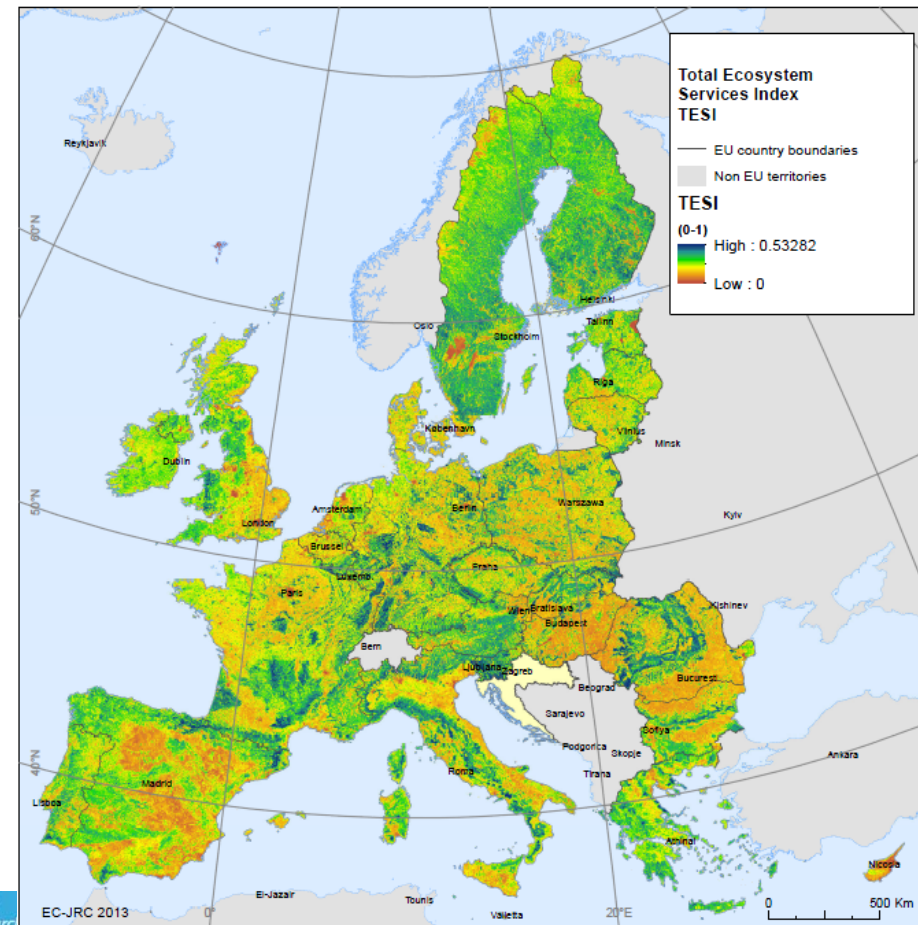 Total Ecosystem
Services Index
TESI
EU country boundaries
Non EU territories
TESI
(0-1)
High : 0.53282
Low : 0
Reykjavik
60°N
Helsinki
Oslo
Tallinn
Stockholm
Riga
København
Vilnius
Minsk
Dublin
50°N
Amsterdam
Berlin
Warszawa
London
Kyiv
Brussel
Praha
Luxemb.
Paris
Kishinev
Wien
Bratislava
Budapest
Bern
Ljubljana
Zagreb
Bucuresti
Beograd
Sarajevo
Sofiya
Podgorica
Skopje
40°N
Roma
Tirana
Ankara
Madrid
Lisboa
Athinai
Nicosia
El-Jazair
Tounis
EC-JRC 2013
0°
Valletta
20°E
0
500 Km